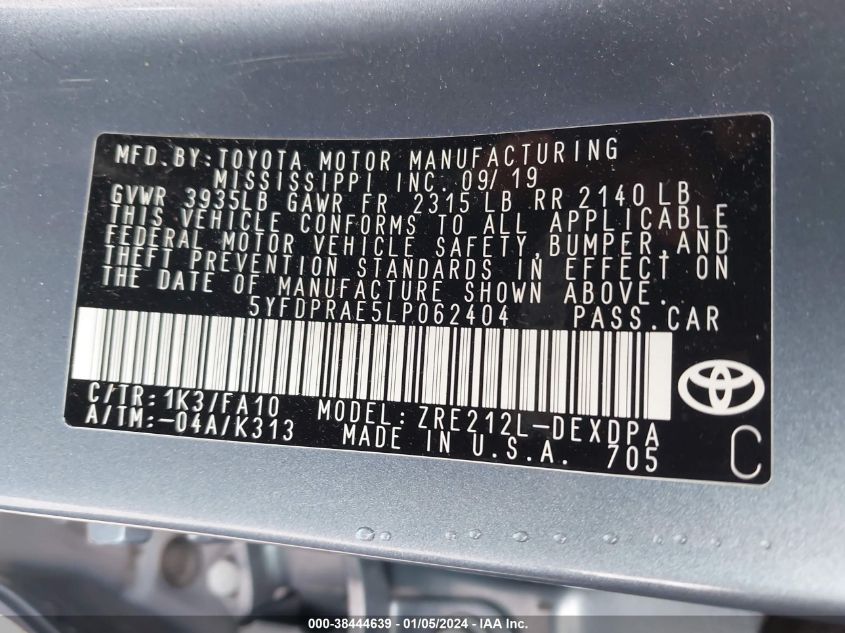 MFD.BY:TOYOTA MOTOR MANUFACTURING
MISSISSIPPI INC. 09/19
GVWR 3935LB GAWR FR 2315 LB RR 2140 LB
THIS VEHICLE CONFORMS TO ALL APPLICABLE
FEDERAL MOTOR VEHICLE SAFETY,BUMPER,AND
THEFT PREVENTION STANDARDS IN EFFECT ON
THE DATE OF MANUFACTURE SHOWN ABOVE.
5YFDPRAE5LP062404 PASS.CAR
C/TR:1K3/FA10 MODEL:ZRE212L-DEXDPA
A/TM:-04A/K313 MADE IN U.S.A. 705
C
000-38444639 - 01/05/2024 - IAA Inc.